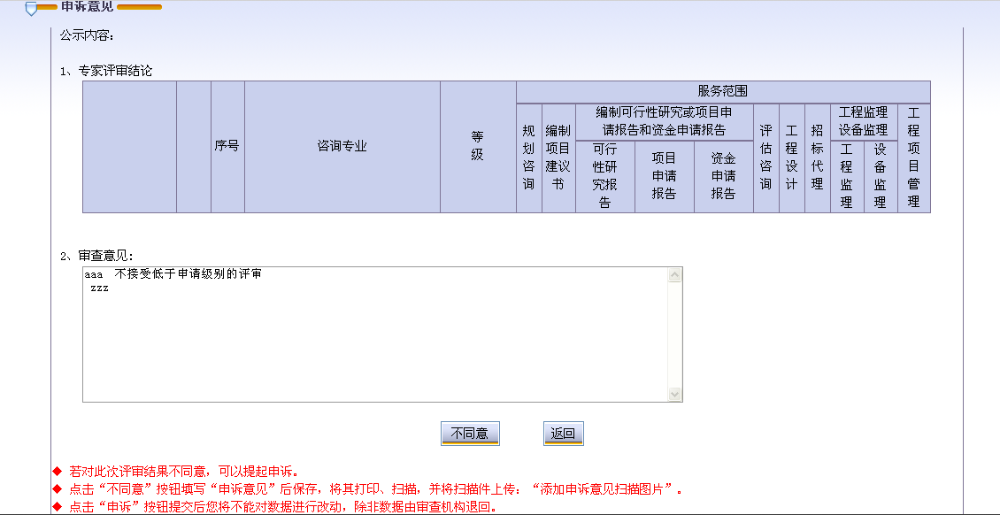 申诉意见
公示内容：
1、专家评审结论
序号
咨询专业
等
级
服务范围
规
划
咨
询
编制
项目
建议
书
编制可行性研究或项目申
请报告和资金申请报告
可行
性研
究报
告
项目
申请
报告
资金
申请
报告
评
估
咨
询
工
程
设
计
招
标
代
理
工程监理
设备监理
工
程
监
理
设
备
监
理
工
程
项
目
管
理
2、审查意见：
aaa 不接受低于申请级别的评审
zzz
不同意
返回
◆ 若对此次评审结果不同意，可以提起申诉。
◆ 点击“不同意”按钮填写“申诉意见”后保存，将其打印、扫描，并将扫描件上传：“添加申诉意见扫描图片”。
◆ 点击“申诉”按钮提交后您将不能对数据进行改动，除非数据由审查机构退回。